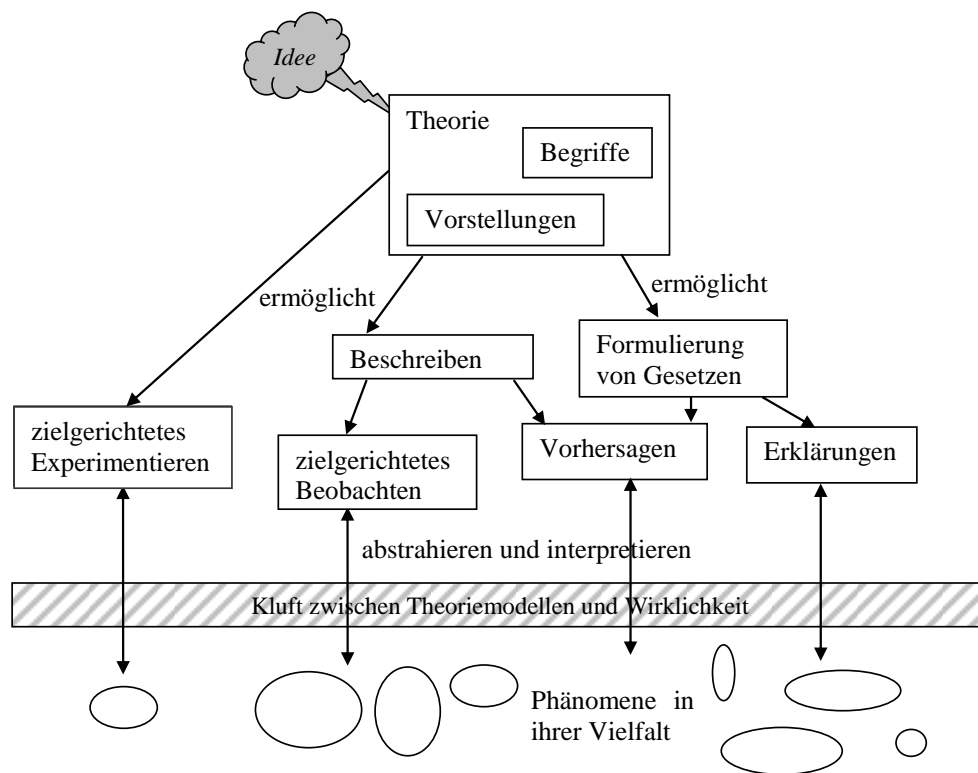 Idee
Theorie
Begriffe
Vorstellungen
ermöglicht
ermöglicht
Beschreiben
Formulierung
von Gesetzen
zielgerichtetes
Experimentieren
zielgerichtetes
Beobachten
Vorhersagen
Erklärungen
abstrahieren und interpretieren
Kluft zwischen Theoriemodellen und Wirklichkeit
Phänomene in
ihrer Vielfalt